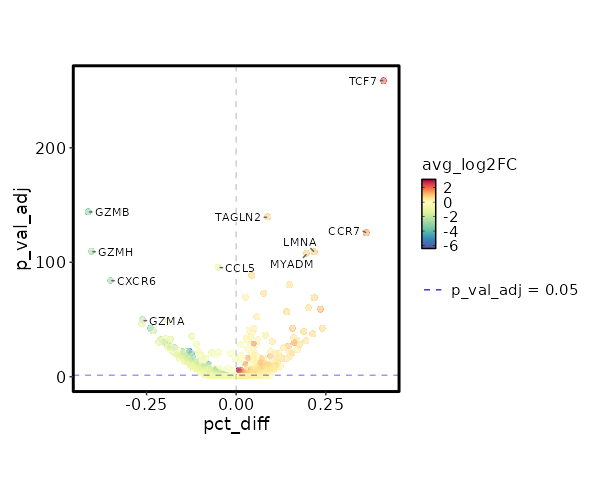 TCF7
200
GZMB
TAGLN2
CCR7
LMNA
GZMH
MYADM
100
CCL5
CXCR6
GZMA
0
-0.25
0.00
0.25
pct_diff
p_val_adj
avg_log2FC
2
0
-2
-4
-6
p_val_adj = 0.05